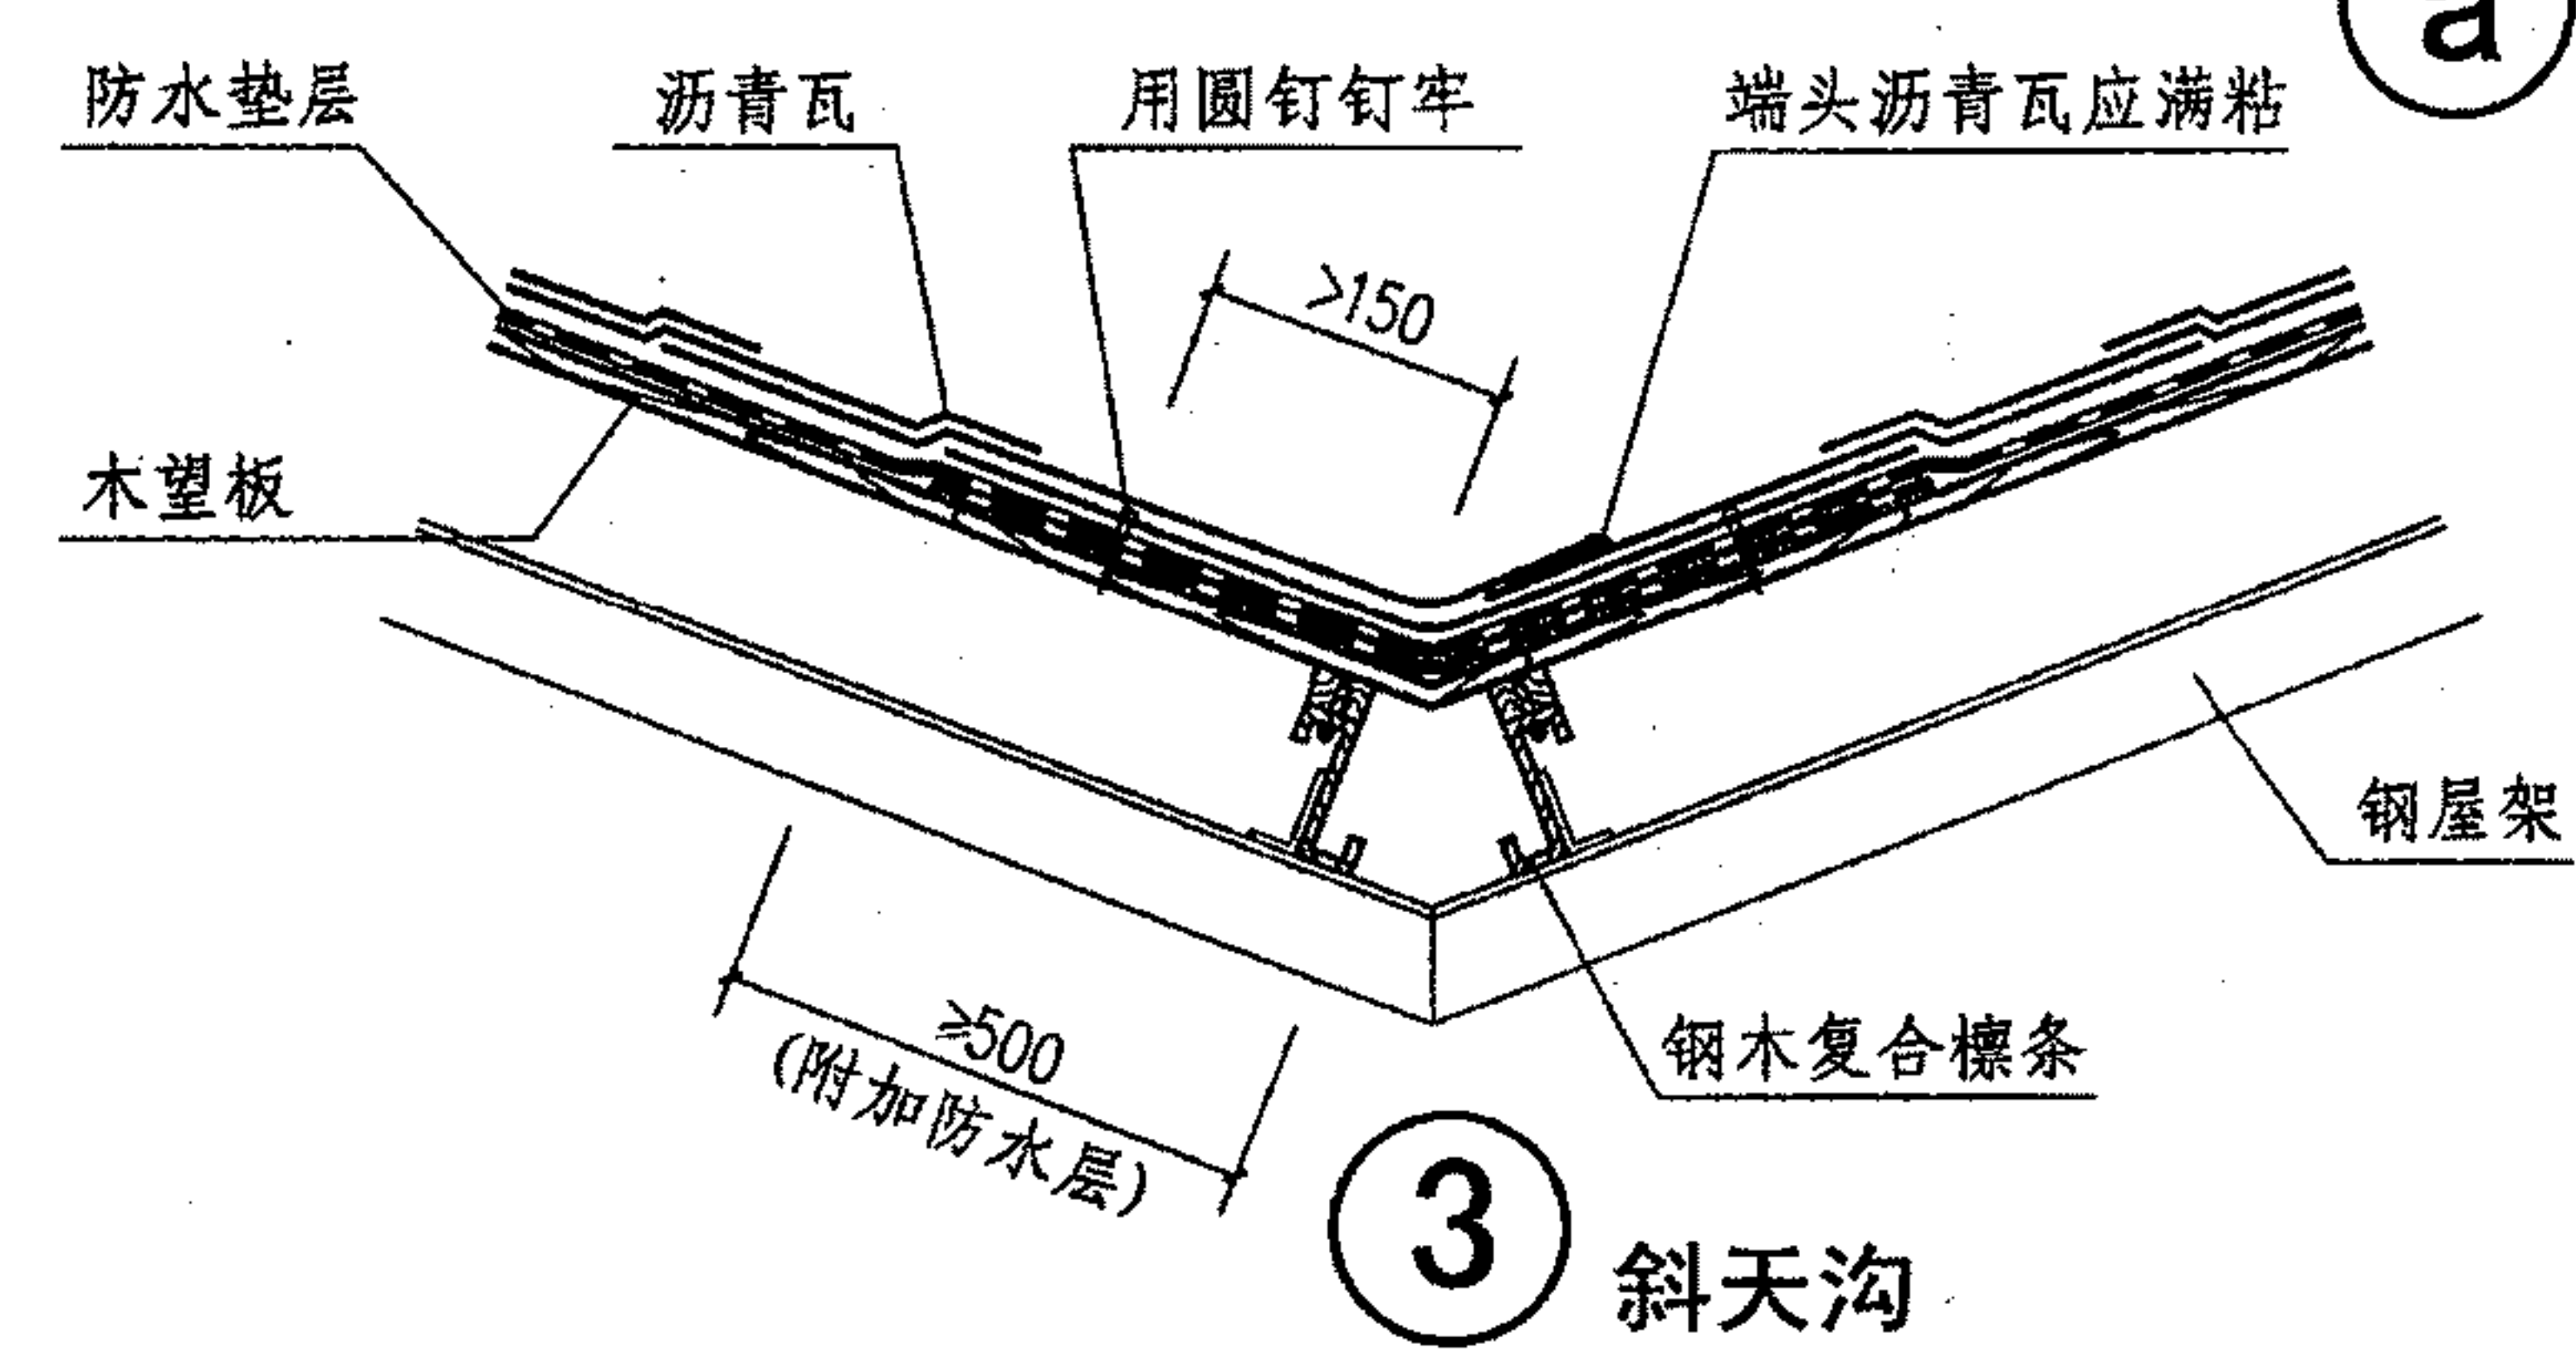 a
防水垫层
沥青瓦
用圆钉钉牢
端头沥青瓦应满粘
>150
木望板
钢屋架
≥500
(附加防水层)
钢木复合檩条
3
斜天沟